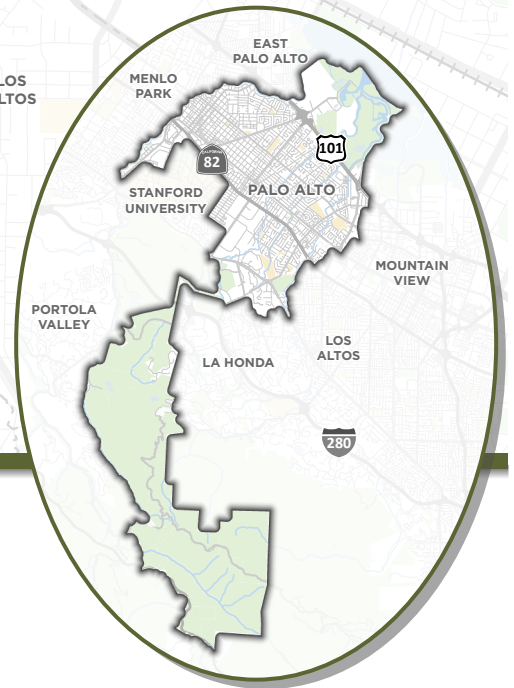 EAST
PALO ALTO
LOS
ALTOS
MENLO
PARK
CALIFORNIA
82
101
STANFORD
UNIVERSITY
PALO ALTO
MOUNTAIN
VIEW
PORTOLA
VALLEY
LA HONDA
LOS
ALTOS
280